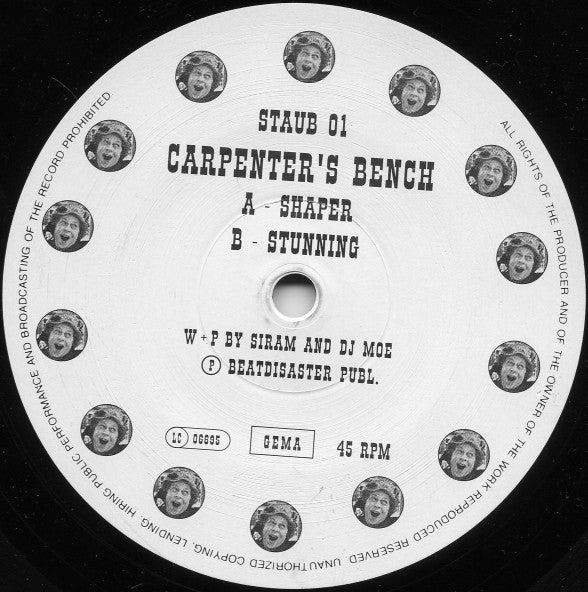 STAUB 01
CARPENTER'S BENCH
A - SHAPER
B - STUNNING
W + P BY SIRAM AND DJ MOE
P BEATDISASTER PUBL.
LC 06695
GEMA
45 RPM
ALL RIGHTS OF THE PRODUCER AND OF THE OWNER OF THE WORK REPRODUCED RESERVED. UNAUTHORIZED COPYING, LENDING, HIRING PUBLIC PERFORMANCE AND BROADCASTING OF THE RECORD PROHIBITED.